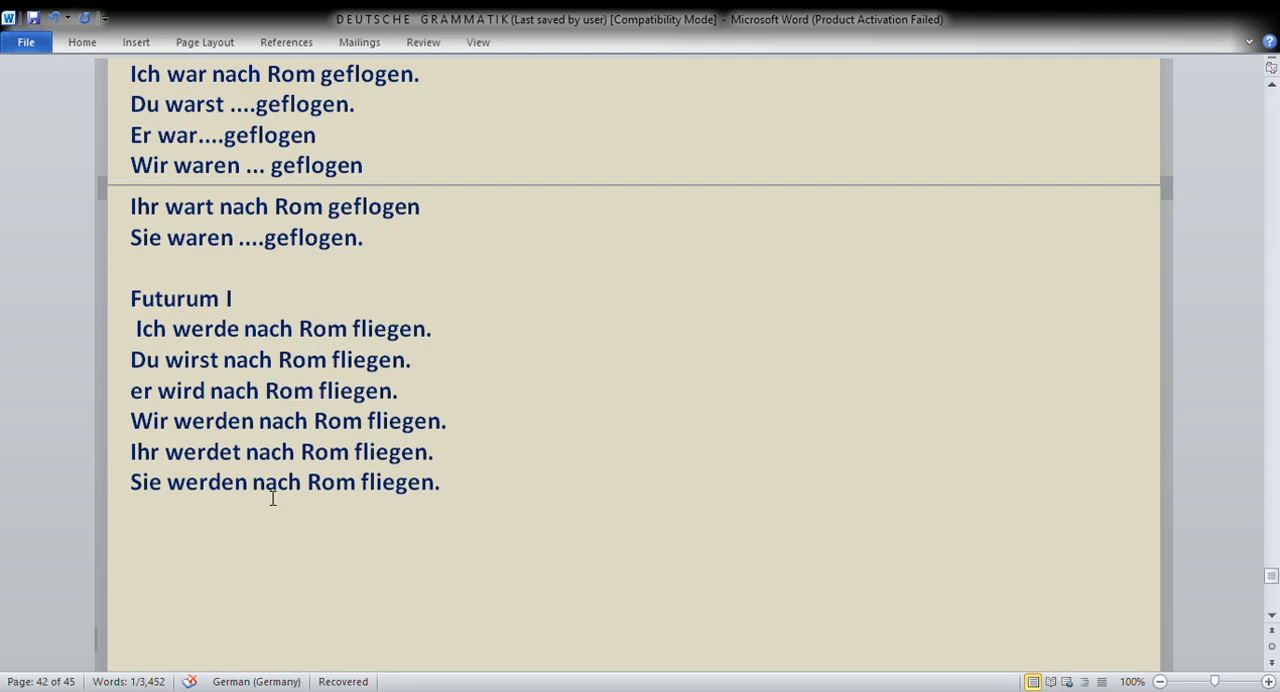 D E U T S C H E   G R A M M A T I K (Last saved by user) [Compatibility Mode] - Microsoft Word (Product Activation Failed)
File Home Insert Page Layout References Mailings Review View
Ich war nach Rom geflogen.
Du warst ....geflogen.
Er war....geflogen
Wir waren ... geflogen
Ihr wart nach Rom geflogen
Sie waren ....geflogen.
Futurum I
Ich werde nach Rom fliegen.
Du wirst nach Rom fliegen.
er wird nach Rom fliegen.
Wir werden nach Rom fliegen.
Ihr werdet nach Rom fliegen.
Sie werden nach Rom fliegen.
Page: 42 of 45 Words: 1/3,452 German (Germany) Recovered 100%